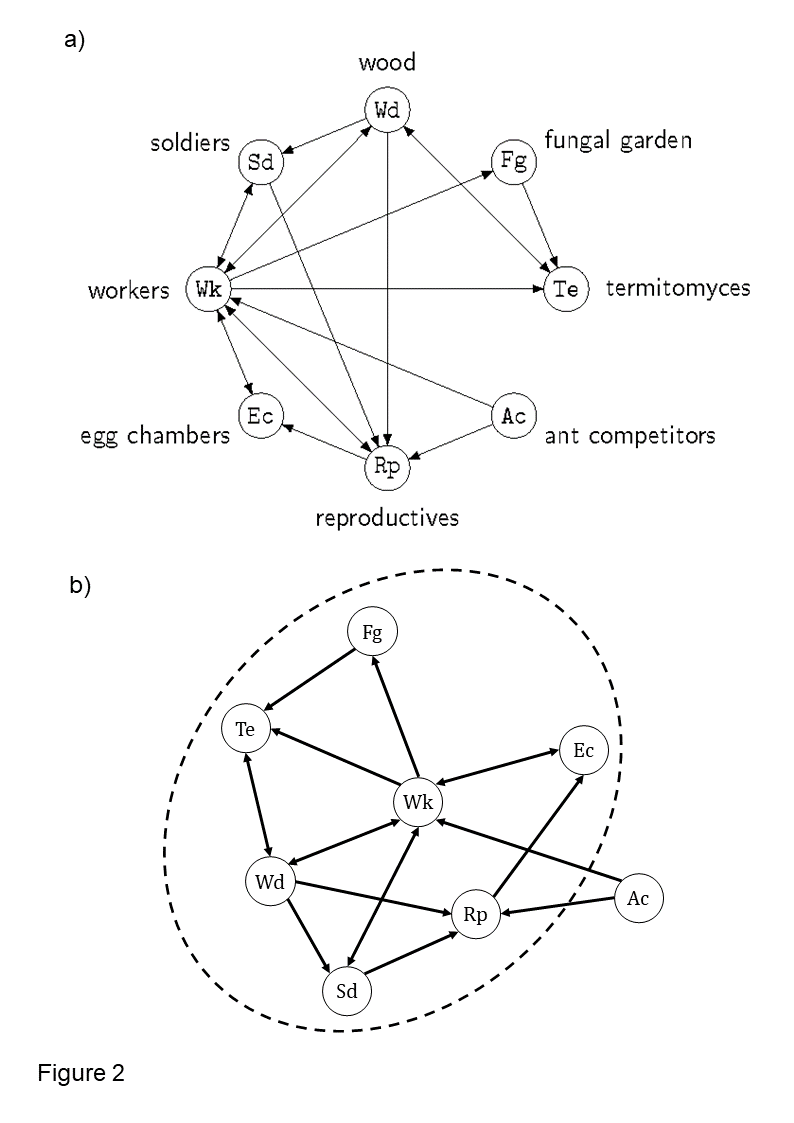 a)
wood
Wd
soldiers
Sd
Fg
fungal garden
workers
Wk
Te
termitomyces
egg chambers
Ec
Ac
ant competitors
Rp
reproductives
b)
Fg
Te
Ec
Wk
Wd
Rp
Ac
Sd
Figure 2